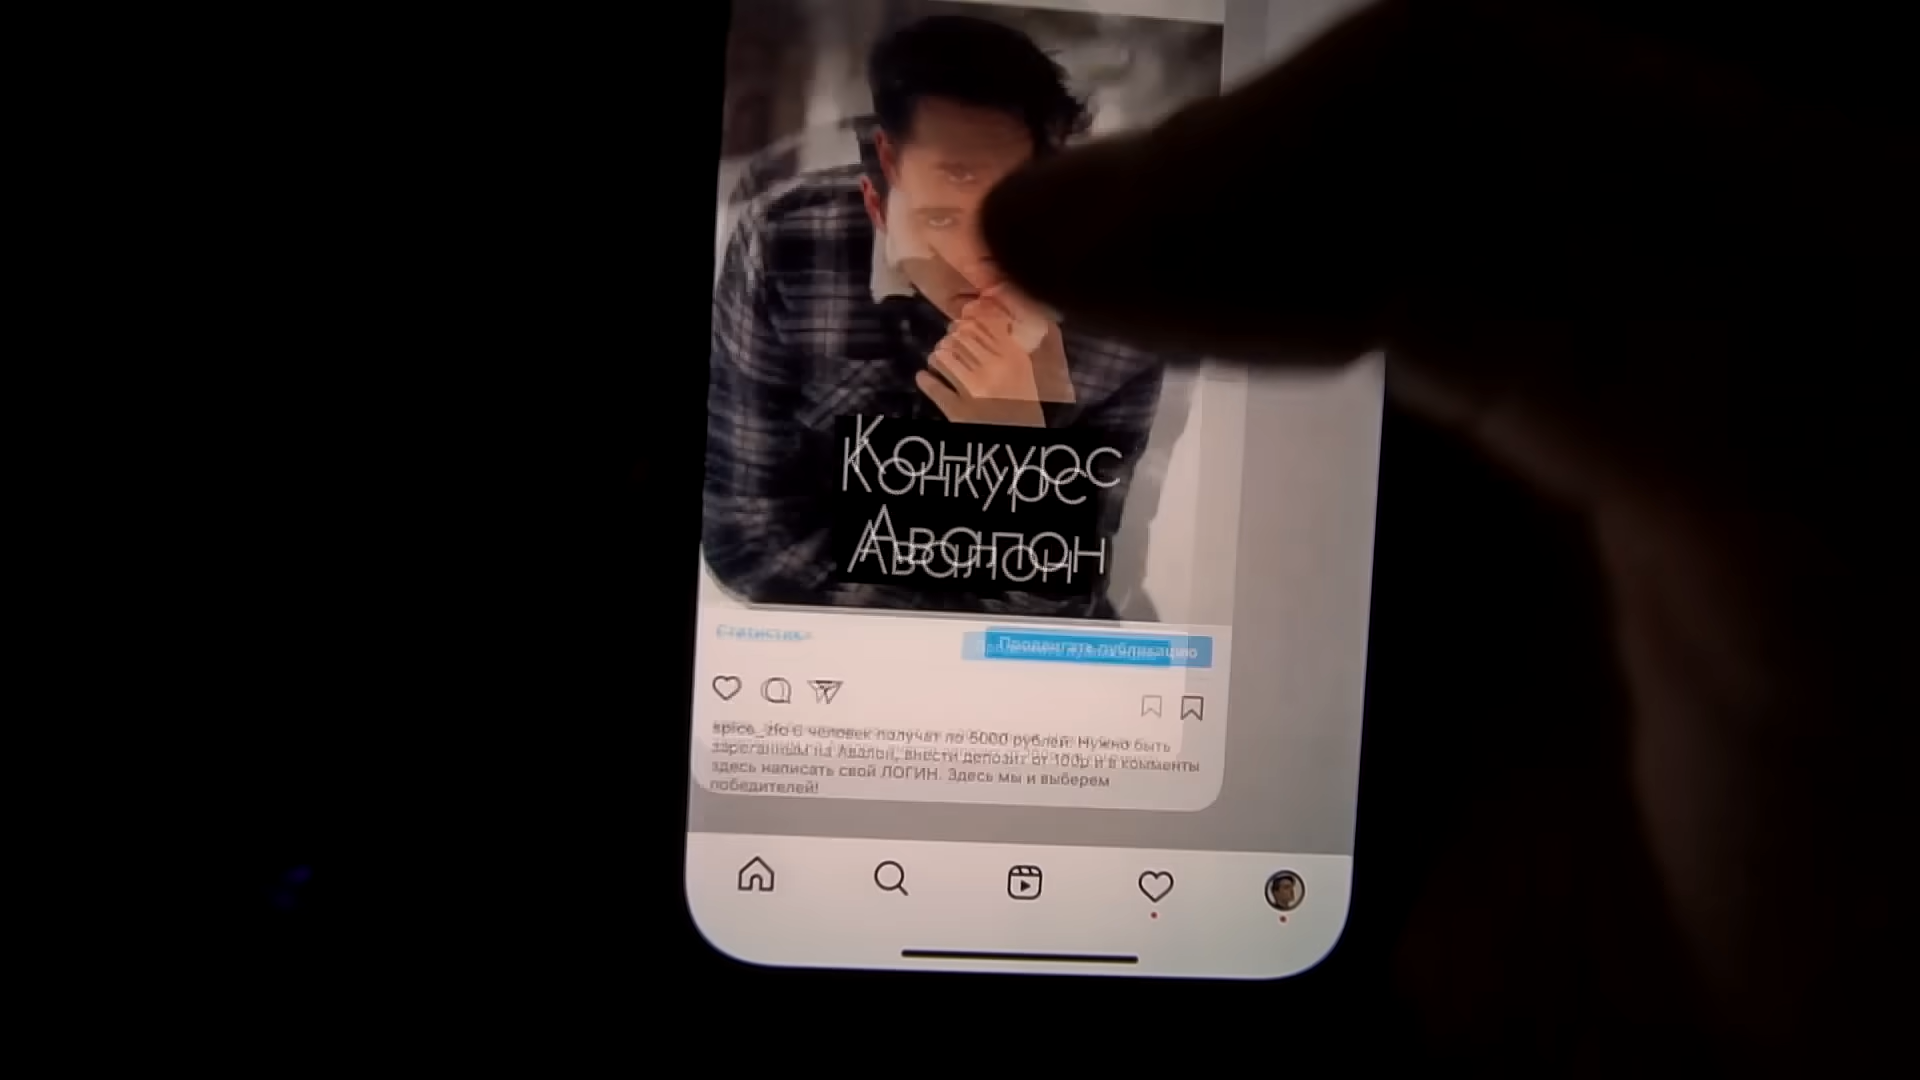 Конкурс
Авалон
Статистика
Продвигать публикацию
6 человек получат по 5000 рублей. Нужно быть
зареганным на Авалон, внести депозит от 100р и в комменты
здесь написать свой ЛОГИН. Здесь мы и выберем
победителей!